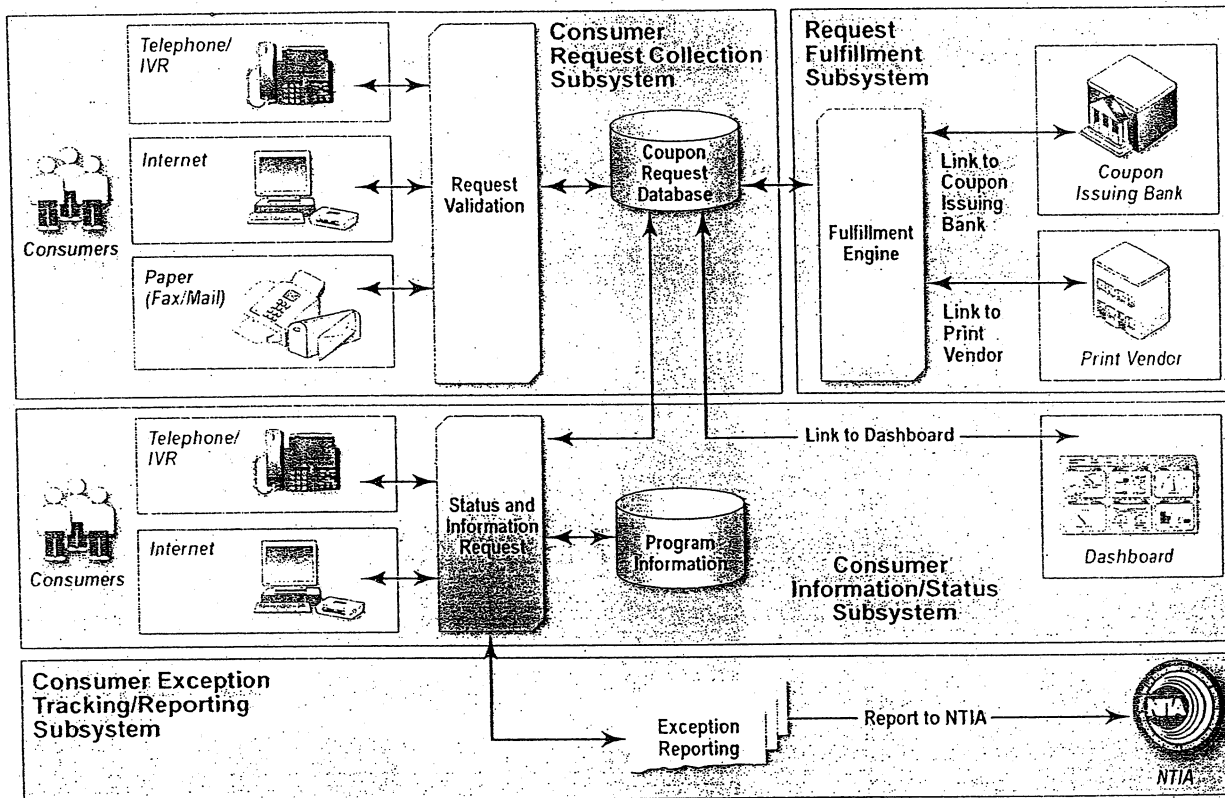 Consumer
Request Collection
Subsystem
Telephone/
IVR
Internet
Paper
(Fax/Mail)
Consumers
Request
Validation
Coupon
Request
Database
Request
Fulfillment
Subsystem
Fulfillment
Engine
Link to
Coupon
Issuing
Bank
Coupon
Issuing Bank
Link to
Print
Vendor
Print Vendor
Telephone/
IVR
Internet
Consumers
Status and
Information
Request
Program
Information
Link to Dashboard
Dashboard
Consumer
Information/Status
Subsystem
Consumer Exception
Tracking/Reporting
Subsystem
Exception
Reporting
Report to NTIA
NTIA
NTIA